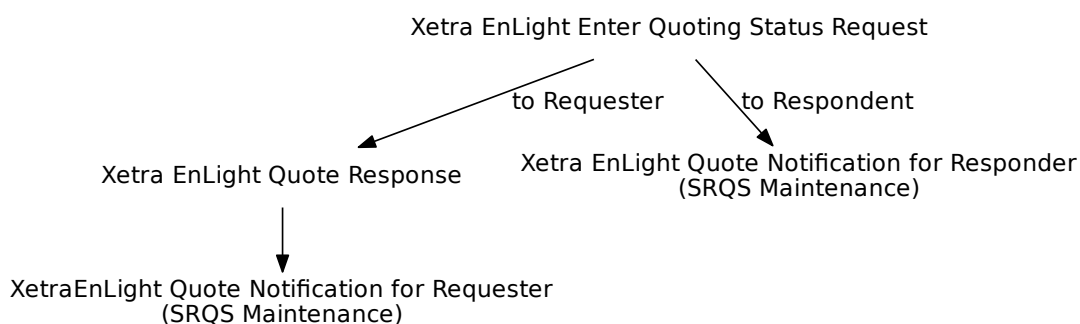 Xetra EnLight Enter Quoting Status Request
to Requester
to Respondent
Xetra EnLight Quote Response
Xetra EnLight Quote Notification for Responder
(SRQS Maintenance)
XetraEnLight Quote Notification for Requester
(SRQS Maintenance)